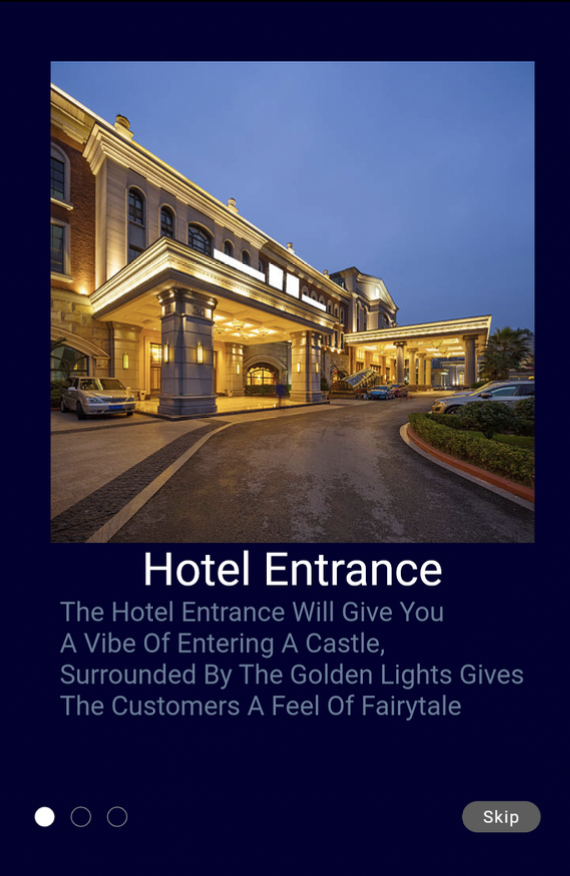 Hotel Entrance
The Hotel Entrance Will Give You
A Vibe Of Entering A Castle,
Surrounded By The Golden Lights Gives
The Customers A Feel Of Fairytale
Skip